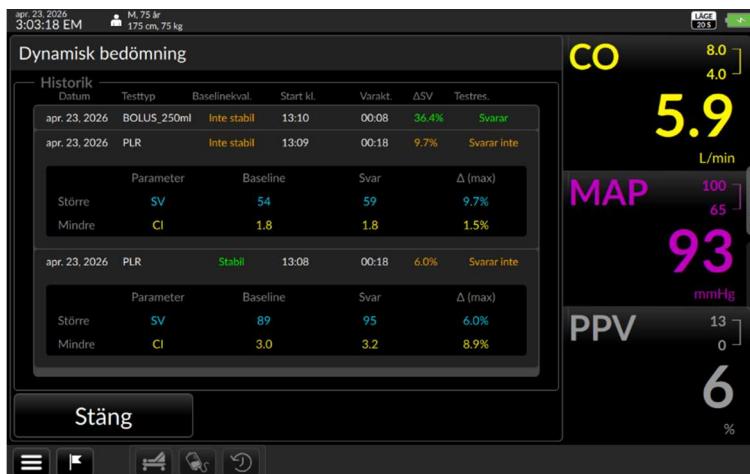 apr. 23, 2026
3:03:18 EM
M, 75 år
175 cm, 75 kg
LÄGE
20 S
Dynamisk bedömning
Historik
Datum Testtyp Baselinekval. Start kl. Varakt. ΔSV Testres.
apr. 23, 2026 BOLUS_250ml Inte stabil 13:10 00:08 36.4% Svarar
apr. 23, 2026 PLR Inte stabil 13:09 00:18 9.7% Svarar inte
Parameter Baseline Svar Δ (max)
Större SV 54 59 9.7%
Mindre CI 1.8 1.8 1.5%
apr. 23, 2026 PLR Stabil 13:08 00:18 6.0% Svarar inte
Parameter Baseline Svar Δ (max)
Större SV 89 95 6.0%
Mindre CI 3.0 3.2 8.9%
Stäng
CO
8.0
4.0
5.9
L/min
MAP
100
65
93
mmHg
PPV
13
0
6
%